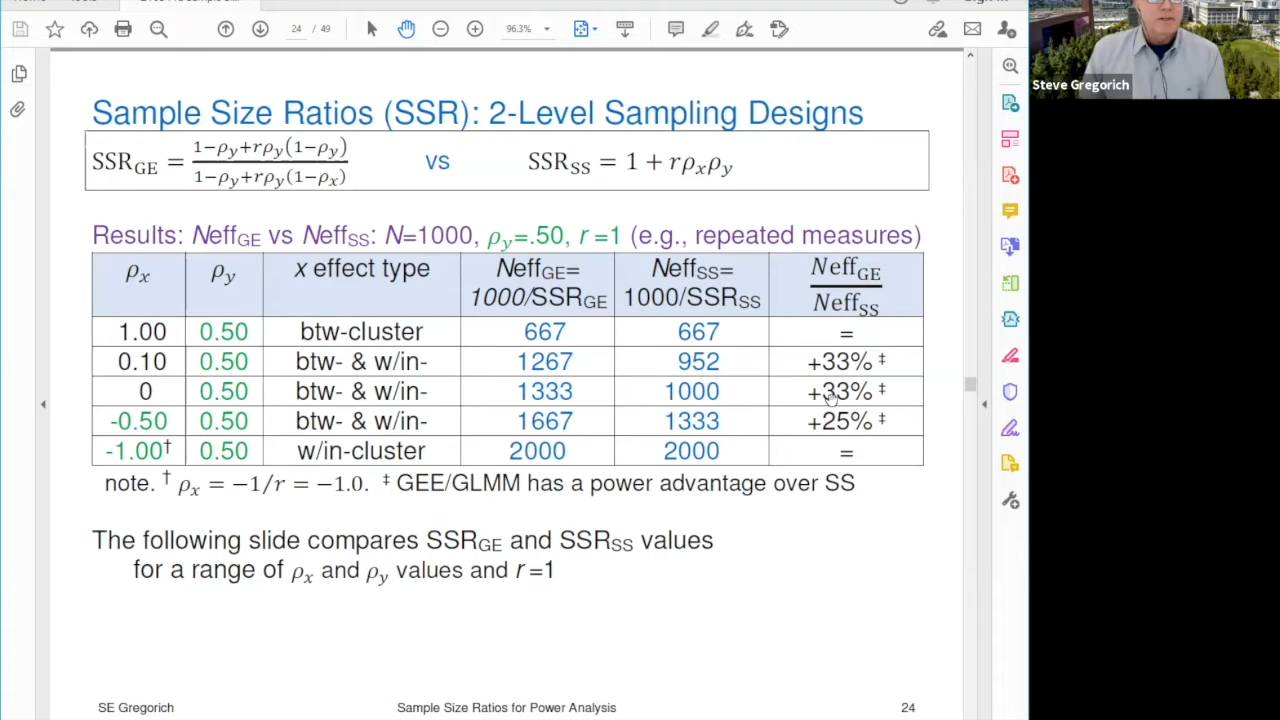 24 / 49
96.3%
Steve Gregorich
Sample Size Ratios (SSR): 2-Level Sampling Designs
SSR_GE = (1−ρ_y+rρ_y(1−ρ_y))/(1−ρ_y+rρ_y(1−ρ_x)) vs SSR_SS = 1 + rρ_xρ_y
Results: Neff_GE vs Neff_SS: N=1000, ρ_y=.50, r =1 (e.g., repeated measures)
ρ_x ρ_y x effect type Neff_GE= 1000/SSR_GE Neff_SS= 1000/SSR_SS Neff_GE/Neff_SS
1.00 0.50 btw-cluster 667 667 =
0.10 0.50 btw- & w/in- 1267 952 +33% ‡
0 0.50 btw- & w/in- 1333 1000 +33% ‡
-0.50 0.50 btw- & w/in- 1667 1333 +25% ‡
-1.00† 0.50 w/in-cluster 2000 2000 =
note. † ρ_x = −1/r = −1.0. ‡ GEE/GLMM has a power advantage over SS
The following slide compares SSR_GE and SSR_SS values
for a range of ρ_x and ρ_y values and r =1
SE Gregorich Sample Size Ratios for Power Analysis 24